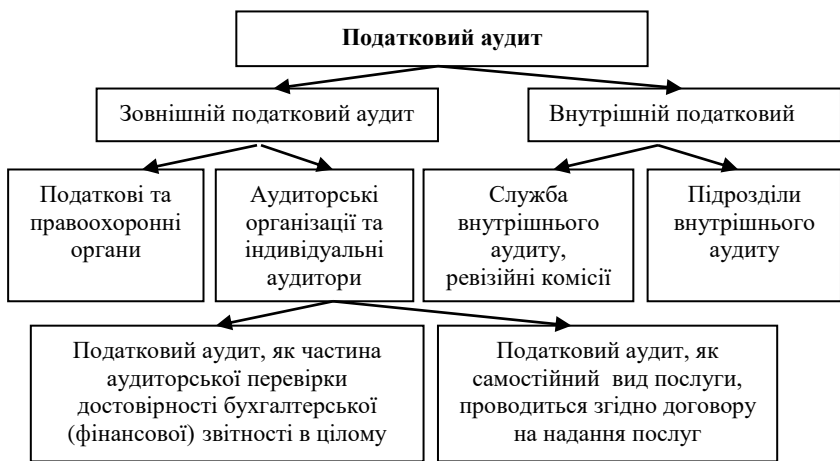 Податковий аудит
Зовнішній податковий аудит
Внутрішній податковий
Податкові та
правоохоронні
органи
Аудиторські
організації та
індивідуальні
аудитори
Служба
внутрішнього
аудиту,
ревізійні комісії
Підрозділи
внутрішнього
аудиту
Податковий аудит, як частина
аудиторської перевірки
достовірності бухгалтерської
(фінансової) звітності в цілому
Податковий аудит, як
самостійний вид послуги,
проводиться згідно договору
на надання послуг